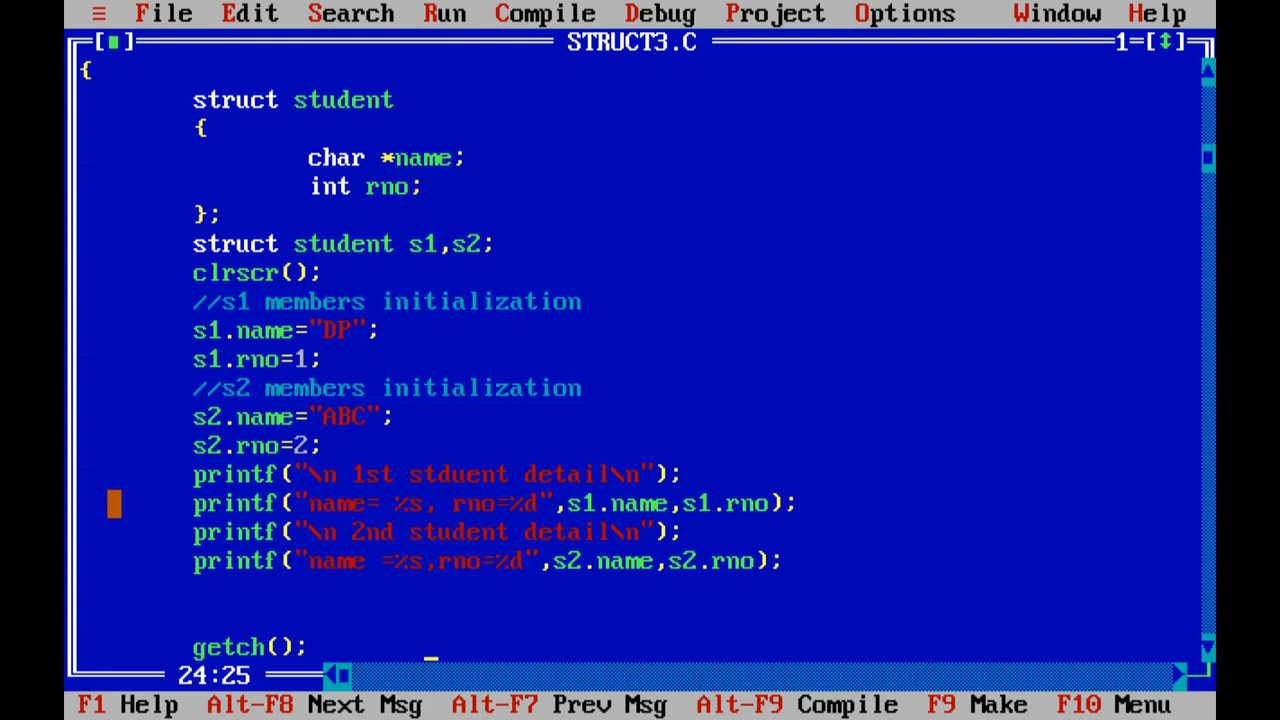 ≡ File Edit Search Run Compile Debug Project Options Window Help
[■] STRUCT3.C 1=[↕]
{
struct student
{
char *name;
int rno;
};
struct student s1,s2;
clrscr();
//s1 members initialization
s1.name="DP";
s1.rno=1;
//s2 members initialization
s2.name="ABC";
s2.rno=2;
printf("\n 1st stduent detail\n");
printf("name= %s, rno=%d",s1.name,s1.rno);
printf("\n 2nd student detail\n");
printf("name =%s,rno=%d",s2.name,s2.rno);
getch();
24:25
F1 Help Alt-F8 Next Msg Alt-F7 Prev Msg Alt-F9 Compile F9 Make F10 Menu